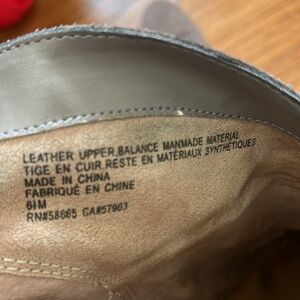 LEATHER UPPER.BALANCE MANMADE MATERIAL
TIGE EN CUIR.RESTE EN MATÉRIAUX SYNTHÉTIQUES
MADE IN CHINA
FABRIQUÉ EN CHINE
6IM
RN#58665 CA#57963